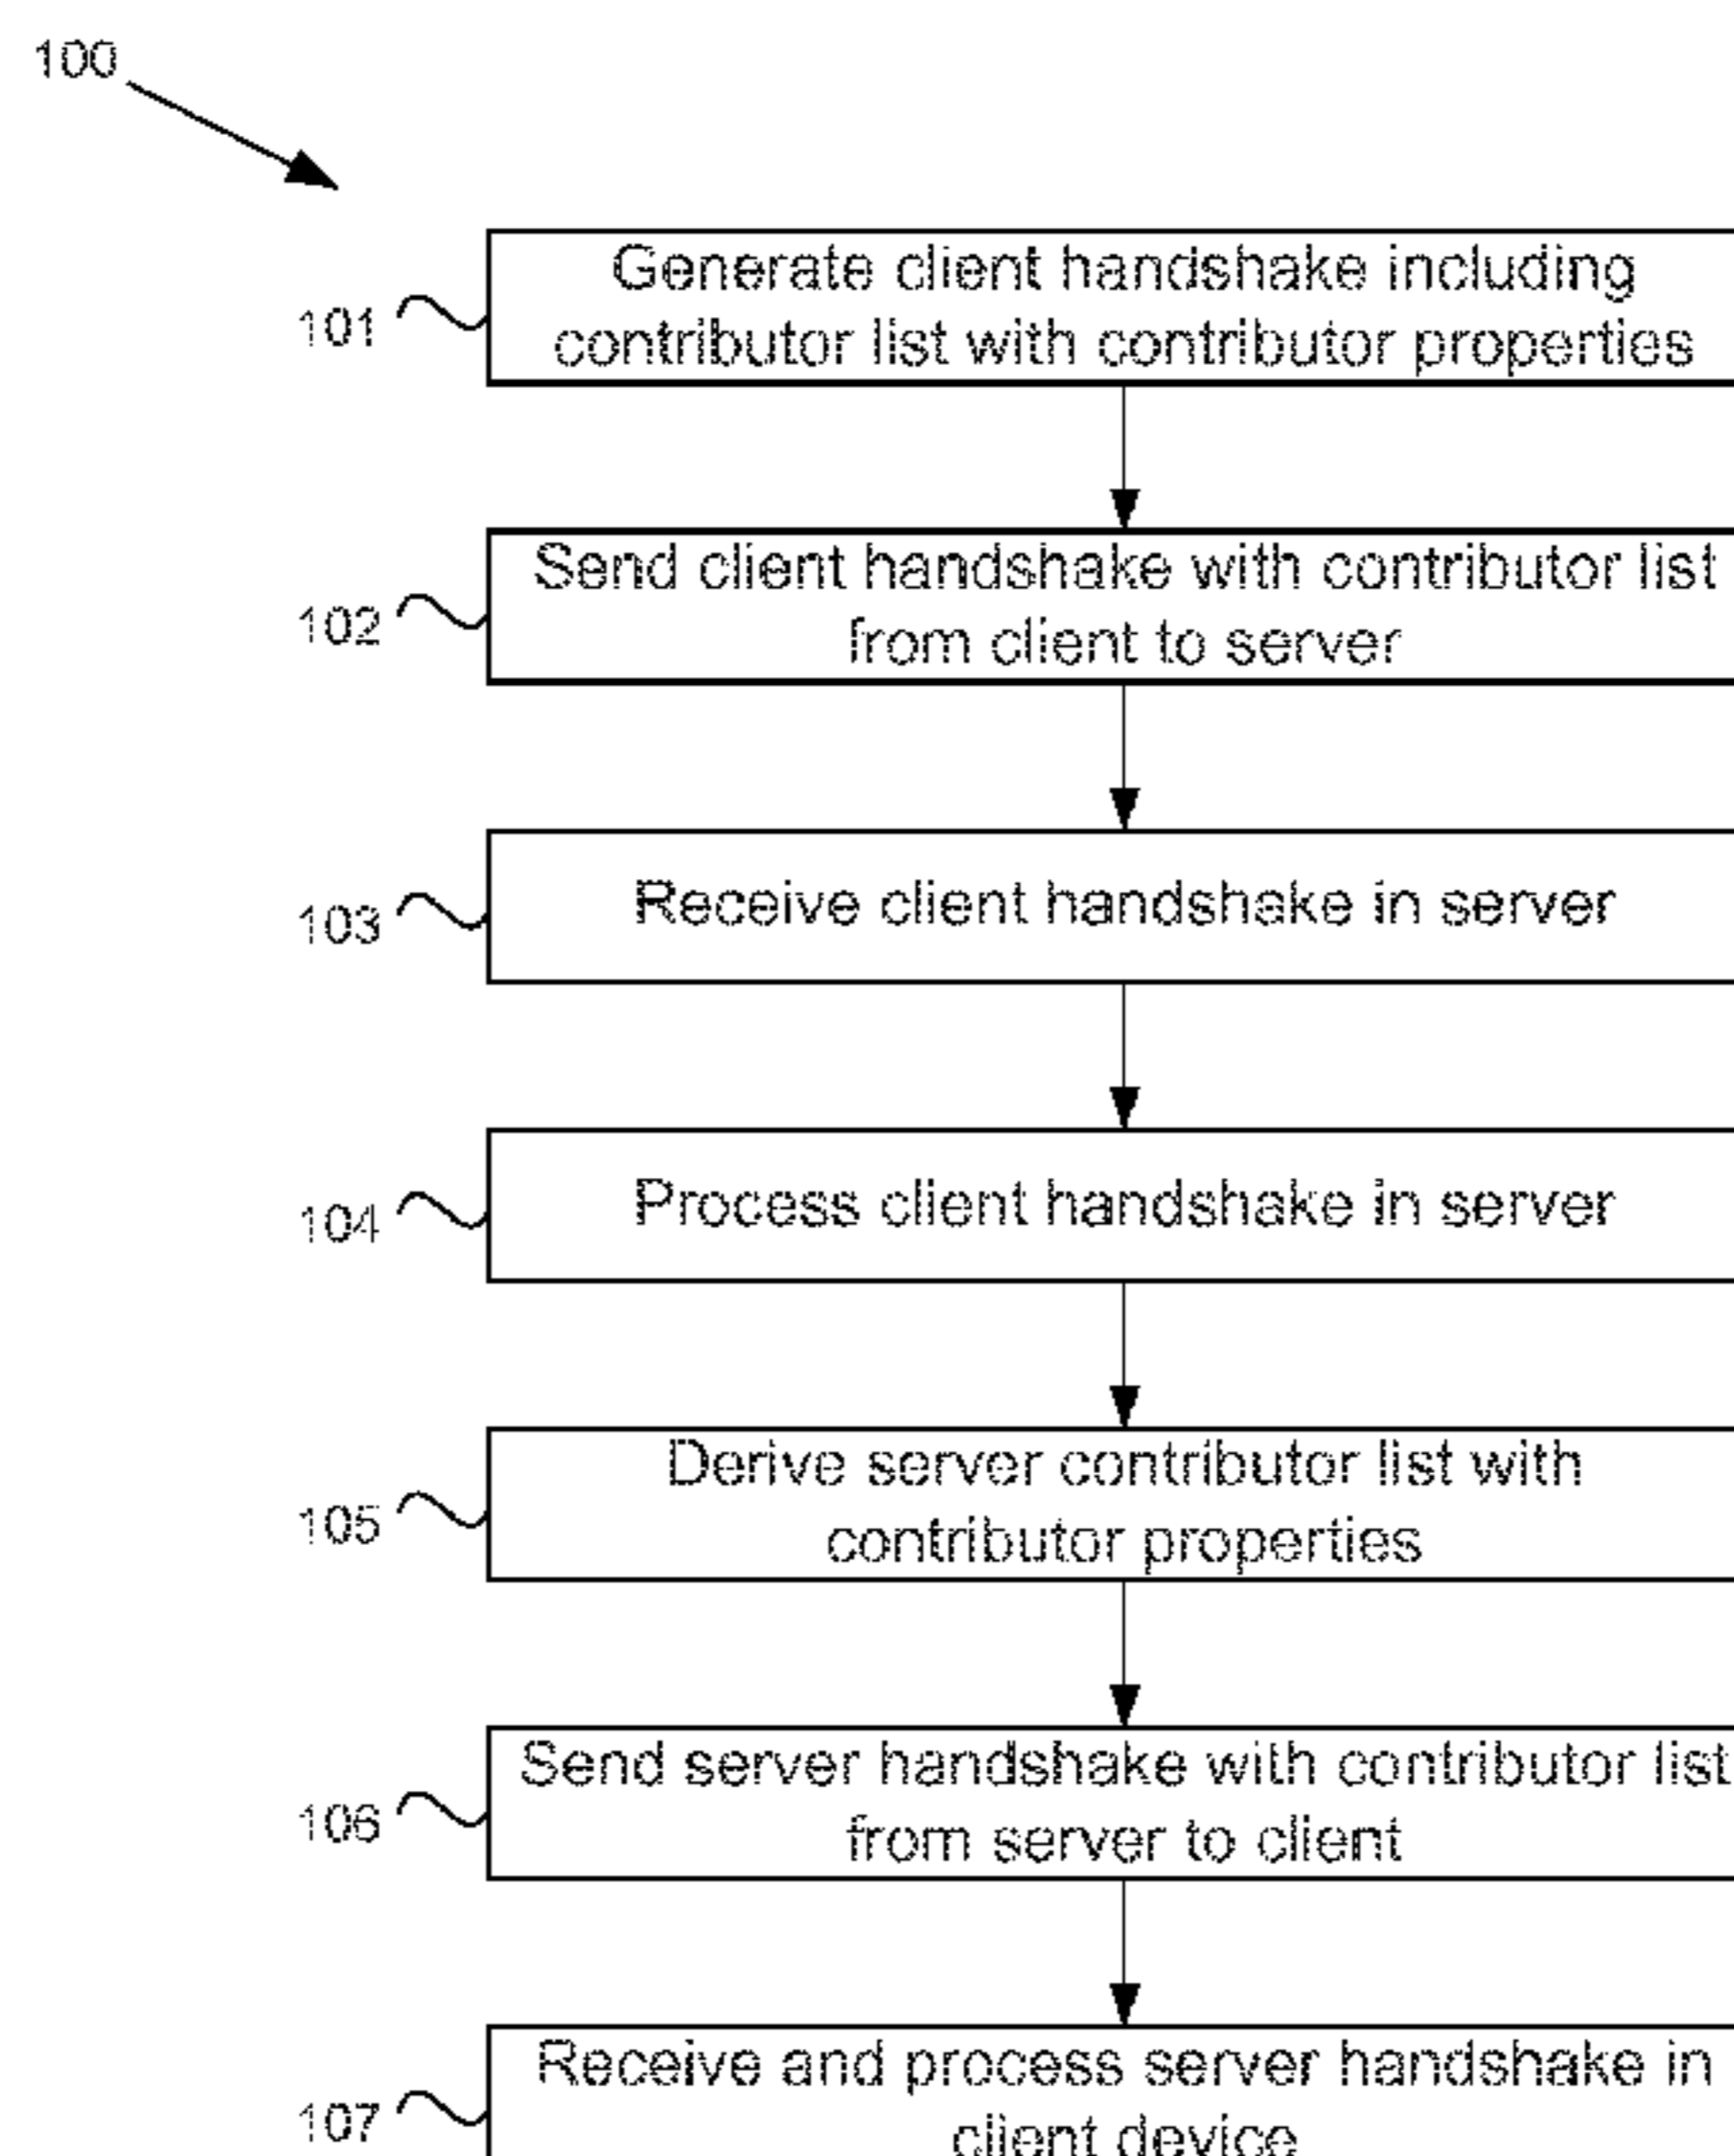 100
101
Generate client handshake including
contributor list with contributor properties
102
Send client handshake with contributor list
from client to server
103
Receive client handshake in server
104
Process client handshake in server
105
Derive server contributor list with
contributor properties
106
Send server handshake with contributor list
from server to client
107
Receive and process server handshake in
client device